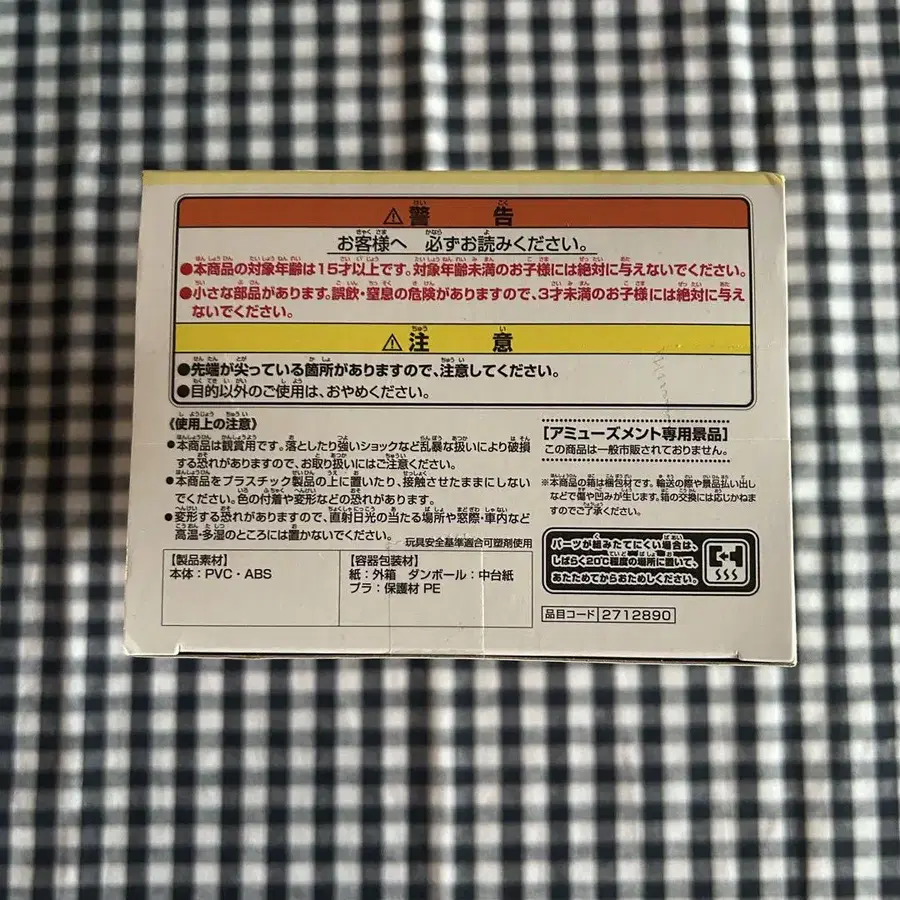 ⚠警告
お客様へ 必ずお読みください。
●本商品の対象年齢は15才以上です。対象年齢未満のお子様には絶対に与えないでください。
●小さな部品があります。誤飲・窒息の危険がありますので、3才未満のお子様には絶対に与え
ないでください。
⚠注意
●先端が尖っている箇所がありますので、注意してください。
●目的以外のご使用は、おやめください。
《使用上の注意》
●本商品は観賞用です。落としたり強いショックなど乱暴な扱いにより破損
する恐れがありますので、お取り扱いにはご注意ください。
●本商品をプラスチック製品の上に置いたり、接触させたままにしない
でください。色の付着や変形などの恐れがあります。
●変形する恐れがありますので、直射日光の当たる場所や窓際・車内など
高温・多湿のところには置かないでください。
玩具安全基準適合可塑剤使用
【製品素材】
本体:PVC・ABS
【容器包装材】
紙:外箱 ダンボール:中台紙
プラ:保護材 PE
[アミューズメント専用景品]
この商品は一般市販されておりません。
※本商品の箱は梱包材です。輸送の際や景品払い出し
などで傷や凹みが生じます。箱の交換には応じかねま
すのでご了承ください。
パーツが組みたてにくい場合は、
しばらく20℃程度の場所に置いて、
あたためてからおためしください。
品目コード 2712890